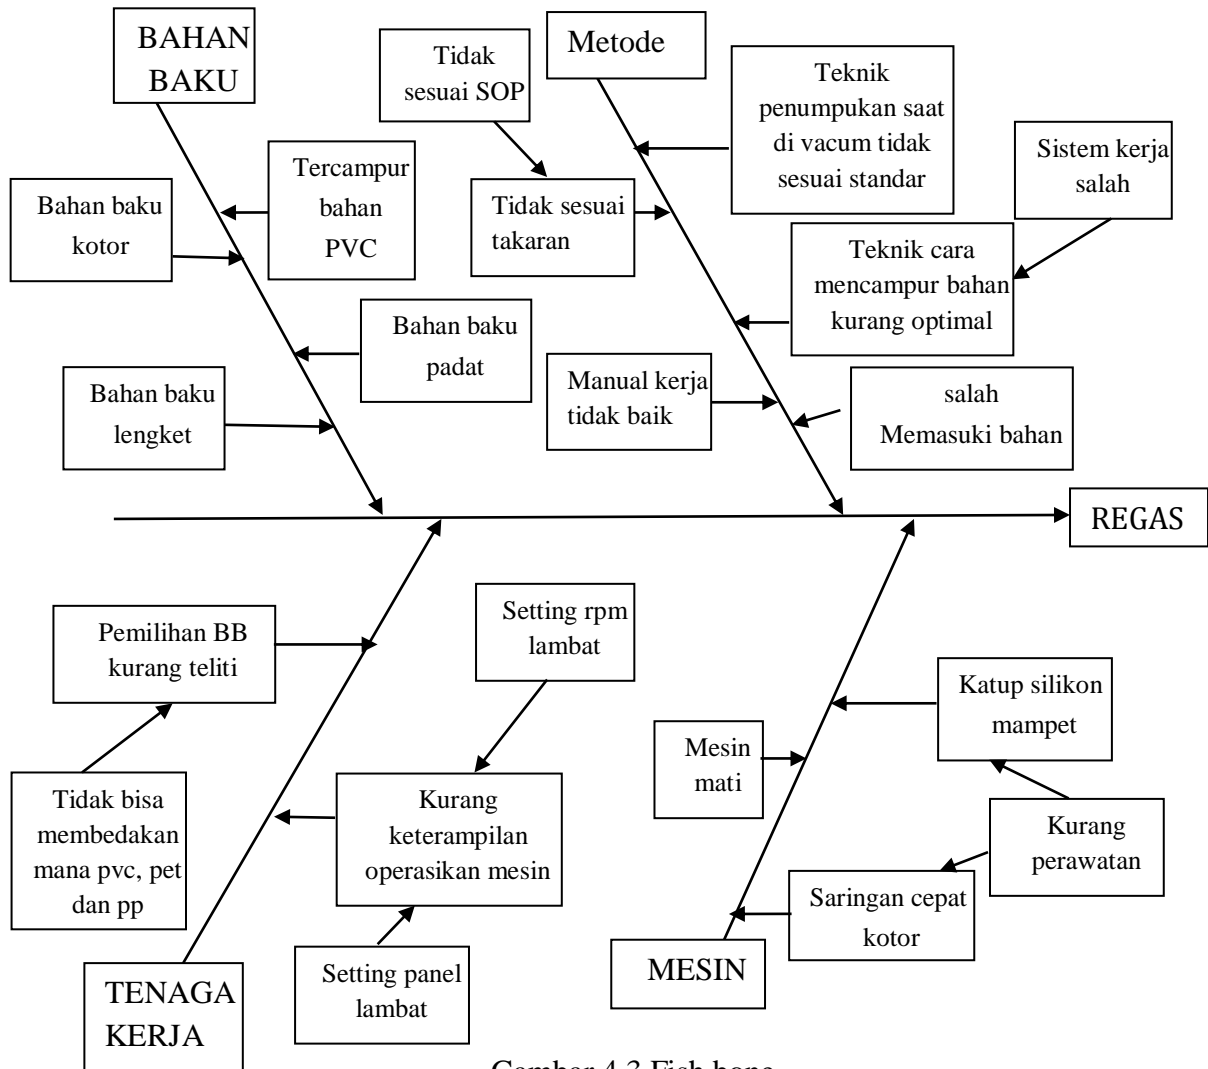 BAHAN
BAKU
Metode
Tidak
sesuai SOP
Teknik
penumpukan saat
di vacum tidak
sesuai standar
Sistem kerja
salah
Tercampur
bahan
PVC
Bahan baku
kotor
Tidak sesuai
takaran
Teknik cara
mencampur bahan
kurang optimal
Bahan baku
padat
Bahan baku
lengket
Manual kerja
tidak baik
salah
Memasuki bahan
REGAS
Pemilihan BB
kurang teliti
Setting rpm
lambat
Katup silikon
mampet
Mesin
mati
Tidak bisa
membedakan
mana pvc, pet
dan pp
Kurang
keterampilan
operasikan mesin
Kurang
perawatan
Saringan cepat
kotor
Setting panel
lambat
MESIN
TENAGA
KERJA
Gambar 4.3 Fish bone